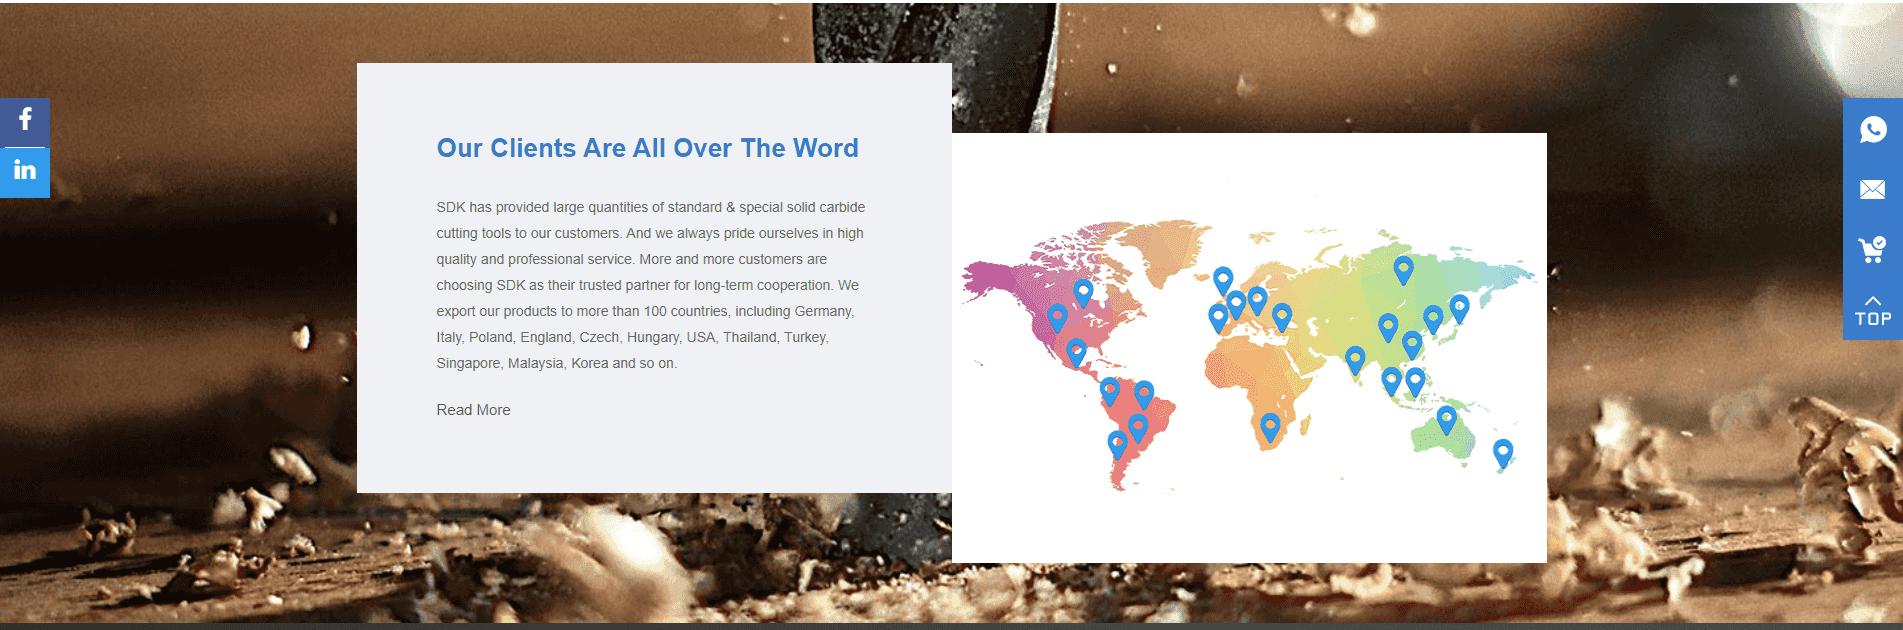 Our Clients Are All Over The Word
SDK has provided large quantities of standard & special solid carbide
cutting tools to our customers. And we always pride ourselves in high
quality and professional service. More and more customers are
choosing SDK as their trusted partner for long-term cooperation. We
export our products to more than 100 countries, including Germany,
Italy, Poland, England, Czech, Hungary, USA, Thailand, Turkey,
Singapore, Malaysia, Korea and so on.
Read More
f
in
TOP